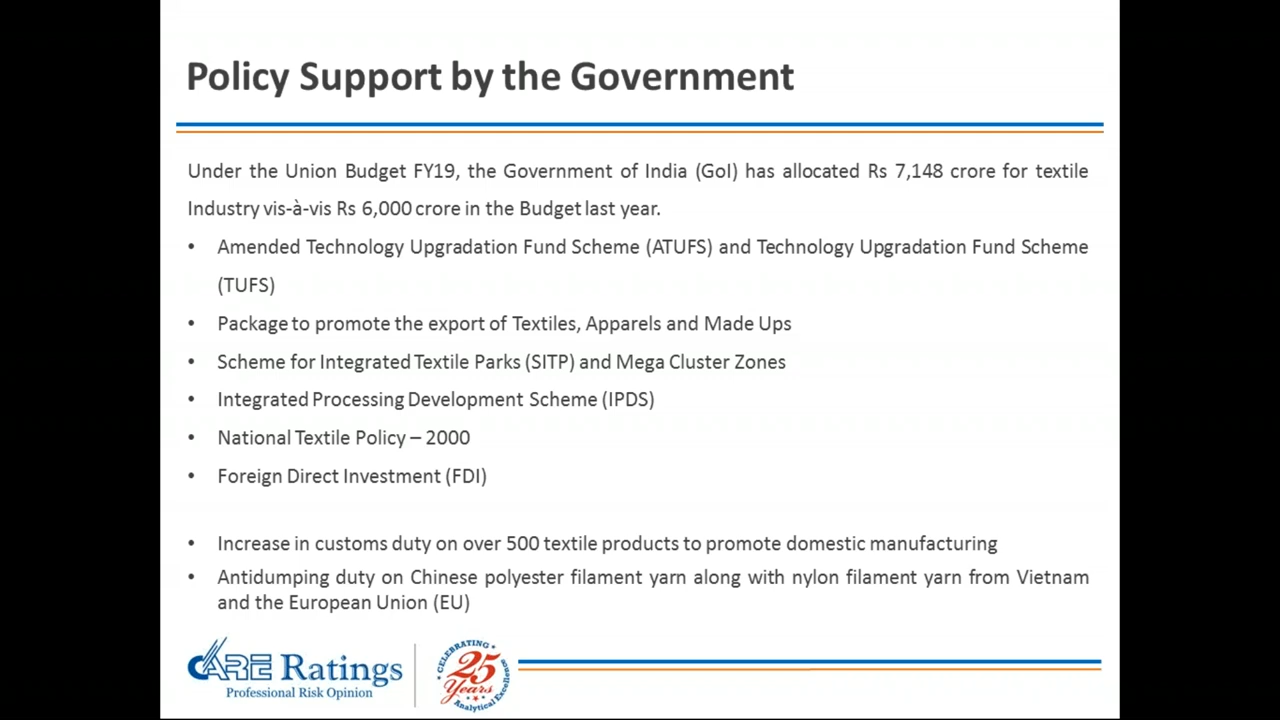 Policy Support by the Government
Under the Union Budget FY19, the Government of India (GoI) has allocated Rs 7,148 crore for textile
Industry vis-à-vis Rs 6,000 crore in the Budget last year.
• Amended Technology Upgradation Fund Scheme (ATUFS) and Technology Upgradation Fund Scheme
(TUFS)
• Package to promote the export of Textiles, Apparels and Made Ups
• Scheme for Integrated Textile Parks (SITP) and Mega Cluster Zones
• Integrated Processing Development Scheme (IPDS)
• National Textile Policy – 2000
• Foreign Direct Investment (FDI)
• Increase in customs duty on over 500 textile products to promote domestic manufacturing
• Antidumping duty on Chinese polyester filament yarn along with nylon filament yarn from Vietnam
and the European Union (EU)
CARE Ratings
Professional Risk Opinion
CELEBRATING
25
Years
Analytical Excellence